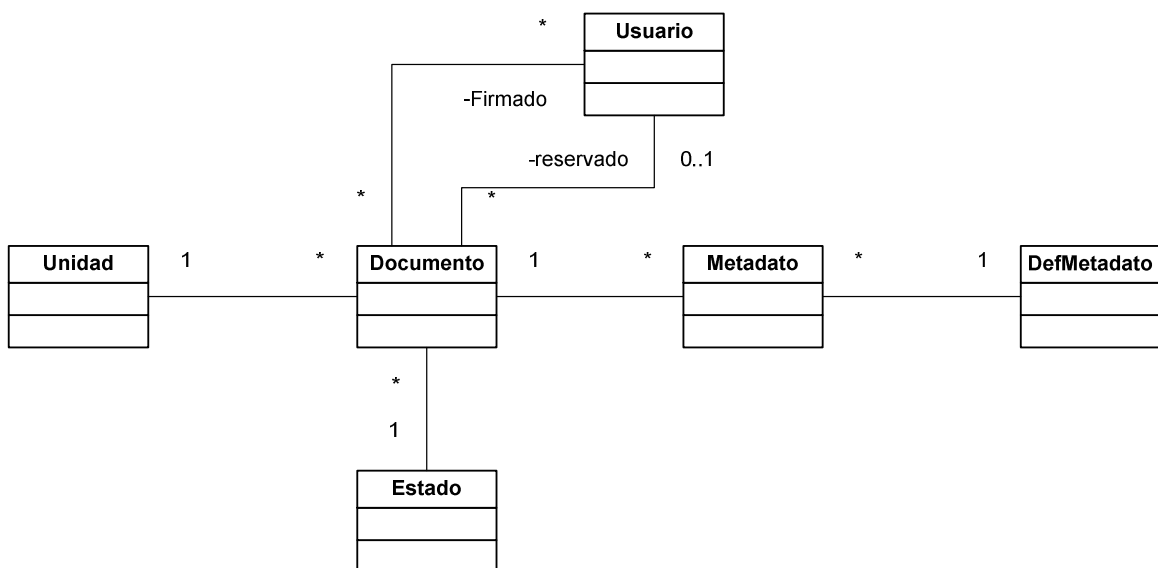 *
Usuario
-Firmado
-reservado
0..1
*
*
Unidad
1
*
Documento
1
*
Metadato
*
1
DefMetadato
*
1
Estado